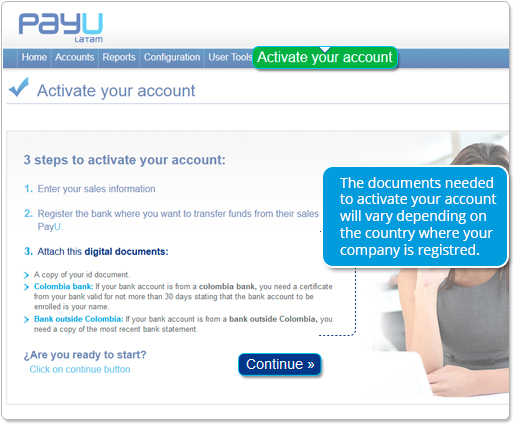 PayU
LATAM
Home Accounts Reports Configuration User Tools Activate your account
Activate your account
3 steps to activate your account:
1. Enter your sales information
2. Register the bank where you want to transfer funds from their sales
PayU.
3. Attach this digital documents:
A copy of your id document.
Colombia bank: If your bank account is from a colombia bank, you need a certificate
from your bank valid for not more than 30 days stating that the bank account to be
enrolled is your name.
Bank outside Colombia: If your bank account is from a bank outside Colombia, you
need a copy of the most recent bank statement.
The documents needed
to activate your account
will vary depending on
the country where your
company is registred.
¿Are you ready to start?
Click on continue button
Continue »